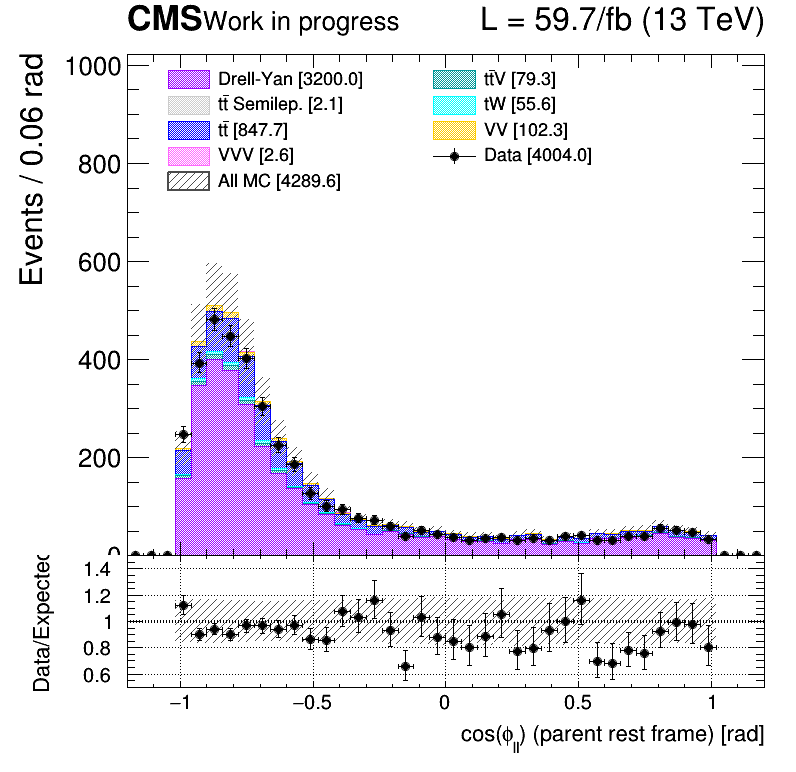 CMS Work in progress L = 59.7/fb (13 TeV)
Events / 0.06 rad
1000
800
600
400
200
0
Drell-Yan [3200.0]
tt̄ Semilep. [2.1]
tt̄ [847.7]
VVV [2.6]
All MC [4289.6]
tt̄V [79.3]
tW [55.6]
VV [102.3]
Data [4004.0]
Data/Expected
1.4
1.2
1
0.8
0.6
−1 −0.5 0 0.5 1
cos(ϕ_ll) (parent rest frame) [rad]